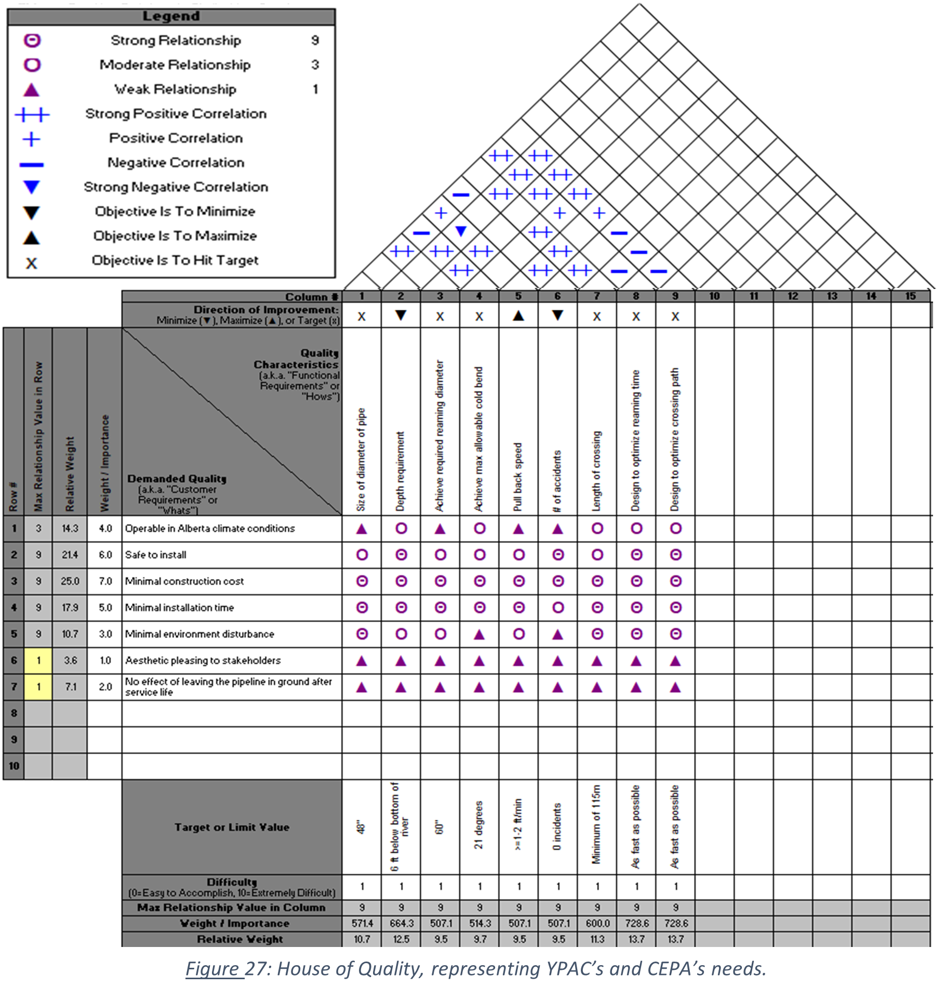 Legend
Strong Relationship 9
Moderate Relationship 3
▲ Weak Relationship 1
Strong Positive Correlation
Positive Correlation
Negative Correlation
▼ Strong Negative Correlation
▼ Objective Is To Minimize
▲ Objective Is To Maximize
x Objective Is To Hit Target
Column # 1 2 3 4 5 6 7 8 9 10 11 12 13 14 15
Direction of Improvement:
Minimize (▼), Maximize (▲), or Target (x)
x ▼ x x ▲ ▼ x x x
Row #
Max Relationship Value in Row
Relative Weight
Weight / Importance
Quality
Characteristics
(a.k.a. "Functional
Requirements" or
"Hows")
Demanded Quality
(a.k.a. "Customer
Requirements" or
"Whats")
Size of diameter of pipe
Depth requirement
Achieve required reaming diameter
Achieve max allowable cold bend
Pull back speed
# of accidents
Length of crossing
Design to optimize reaming time
Design to optimize crossing path
1 3 14.3 4.0 Operable in Alberta climate conditions
2 9 21.4 6.0 Safe to install
3 9 25.0 7.0 Minimal construction cost
4 9 17.9 5.0 Minimal installation time
5 9 10.7 3.0 Minimal environment disturbance
6 1 3.6 1.0 Aesthetic pleasing to stakeholders
7 1 7.1 2.0 No effect of leaving the pipeline in ground after
service life
8
9
10
Target or Limit Value
48"
6 ft below bottom of
river
60"
21 degrees
>=1-2 ft/min
0 incidents
Minimum of 115m
As fast as possible
As fast as possible
Difficulty
(0=Easy to Accomplish, 10=Extremely Difficult)
1 1 1 1 1 1 1 1 1
Max Relationship Value in Column 9 9 9 9 9 9 9 9 9
Weight / Importance 571.4 664.3 507.1 514.3 507.1 507.1 600.0 728.6 728.6
Relative Weight 10.7 12.5 9.5 9.7 9.5 9.5 11.3 13.7 13.7
Figure 27: House of Quality, representing YPAC’s and CEPA’s needs.